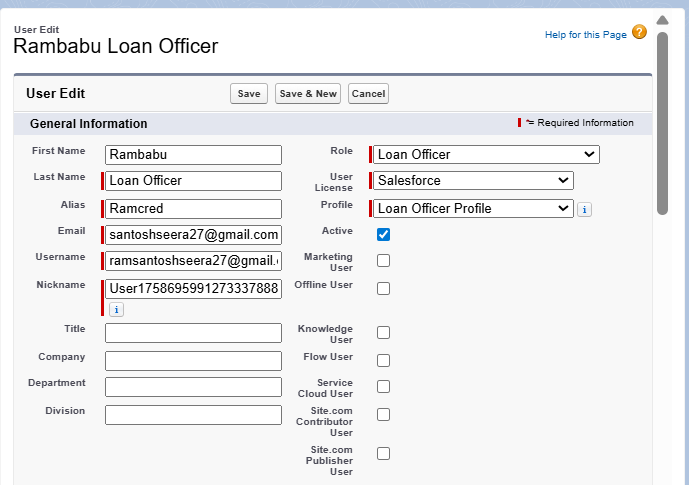 User Edit
Rambabu Loan Officer
Help for this Page
User Edit
Save
Save & New
Cancel
General Information
*= Required Information
First Name
Rambabu
Role
Loan Officer
Last Name
Loan Officer
User
License
Salesforce
Alias
Ramcred
Profile
Loan Officer Profile
Email
santoshseera27@gmail.com
Active
Username
ramsantoshseera27@gmail.
Marketing
User
Nickname
User1758695991273337888
Offline User
Title
Knowledge
User
Company
Flow User
Department
Service
Cloud User
Division
Site.com
Contributor
User
Site.com
Publisher
User